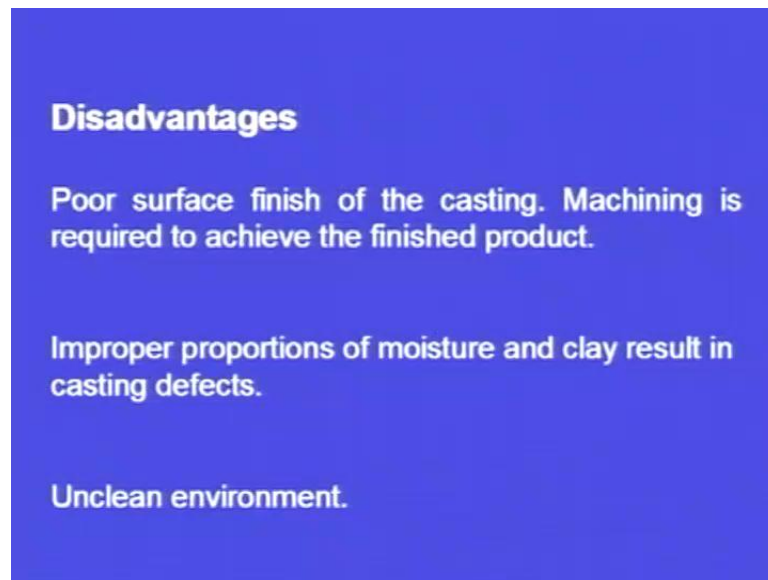 Disadvantages
Poor surface finish of the casting. Machining is
required to achieve the finished product.
Improper proportions of moisture and clay result in
casting defects.
Unclean environment.